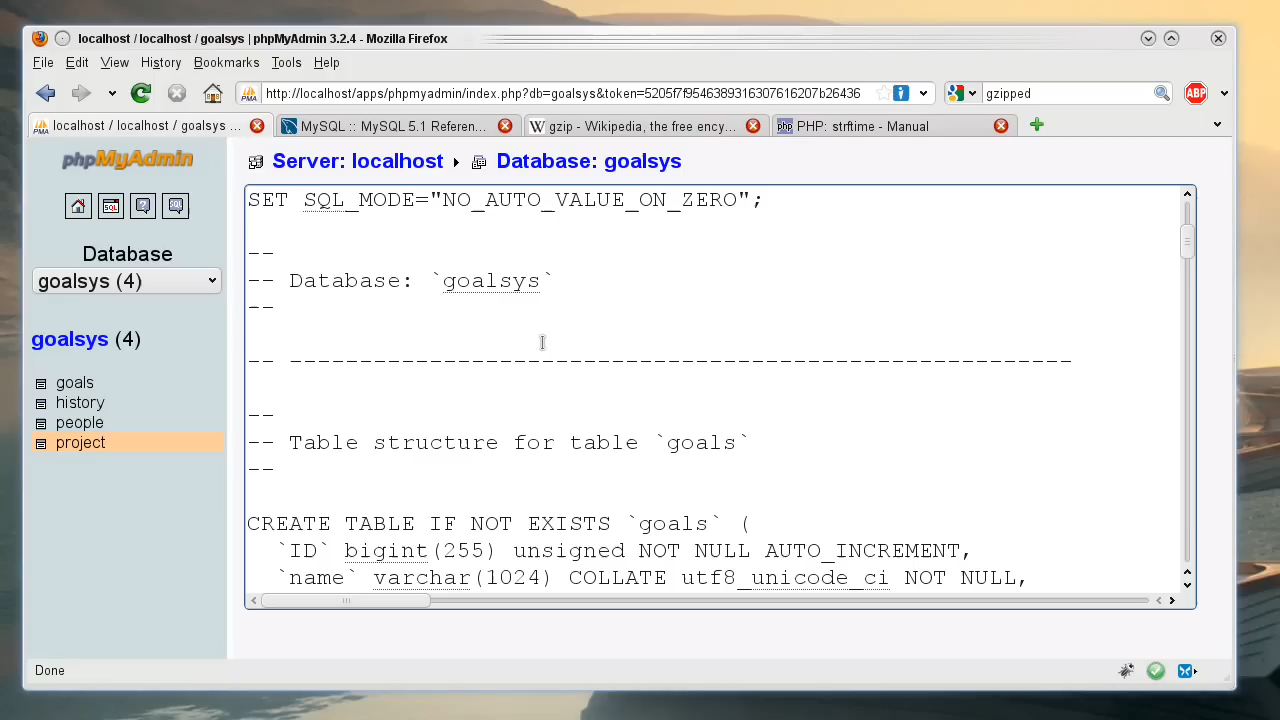 localhost / localhost / goalsys | phpMyAdmin 3.2.4 - Mozilla Firefox
File Edit View History Bookmarks Tools Help
http://localhost/apps/phpmyadmin/index.php?db=goalsys&token=5205f7f9546389316307616207b26436
gzipped
ABP
PMA localhost / localhost / goalsys ...
MySQL :: MySQL 5.1 Referen...
W gzip - Wikipedia, the free ency...
php PHP: strftime - Manual
phpMyAdmin
SQL
Database
goalsys (4)
goalsys (4)
goals
history
people
project
Server: localhost Database: goalsys
SET SQL_MODE="NO_AUTO_VALUE_ON_ZERO";
--
-- Database: `goalsys`
--
-- --------------------------------------------------------
--
-- Table structure for table `goals`
--
CREATE TABLE IF NOT EXISTS `goals` (
`ID` bigint(255) unsigned NOT NULL AUTO_INCREMENT,
`name` varchar(1024) COLLATE utf8_unicode_ci NOT NULL,
Done